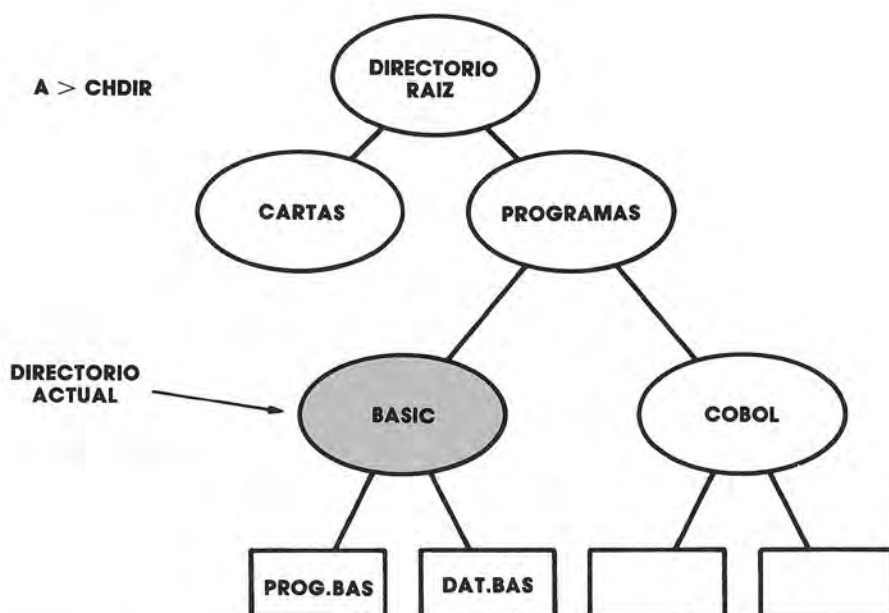 DIRECTORIO
RAIZ
A > CHDIR
CARTAS
PROGRAMAS
DIRECTORIO
ACTUAL
BASIC
COBOL
PROG.BAS
DAT.BAS